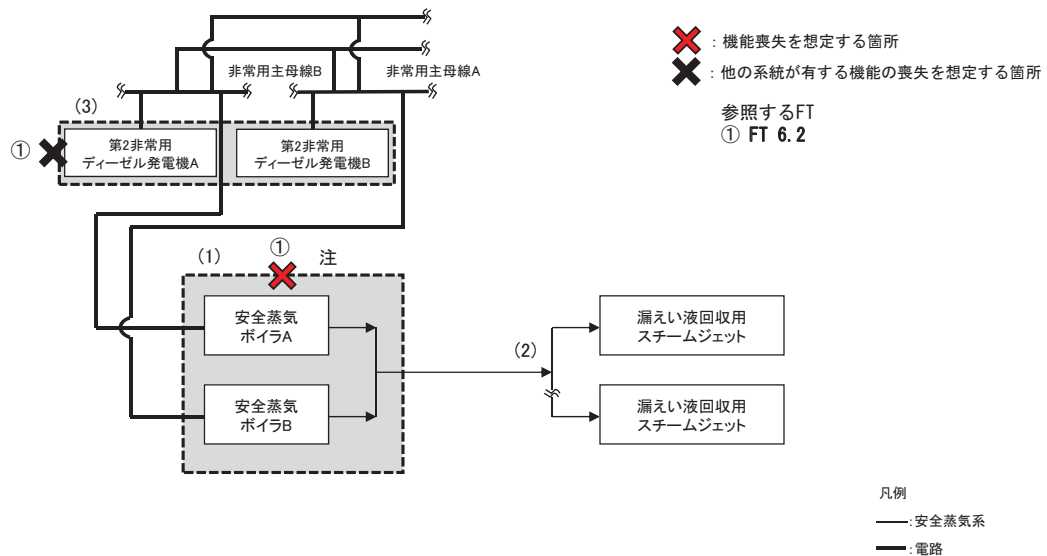 ：機能喪失を想定する箇所
：他の系統が有する機能の喪失を想定する箇所
参照するFT
① FT 6.2
非常用主母線B
非常用主母線A
(3)
①
第2非常用
ディーゼル発電機A
第2非常用
ディーゼル発電機B
(1)
①
注
安全蒸気
ボイラA
安全蒸気
ボイラB
(2)
漏えい液回収用
スチームジェット
漏えい液回収用
スチームジェット
凡例
：安全蒸気系
：電路